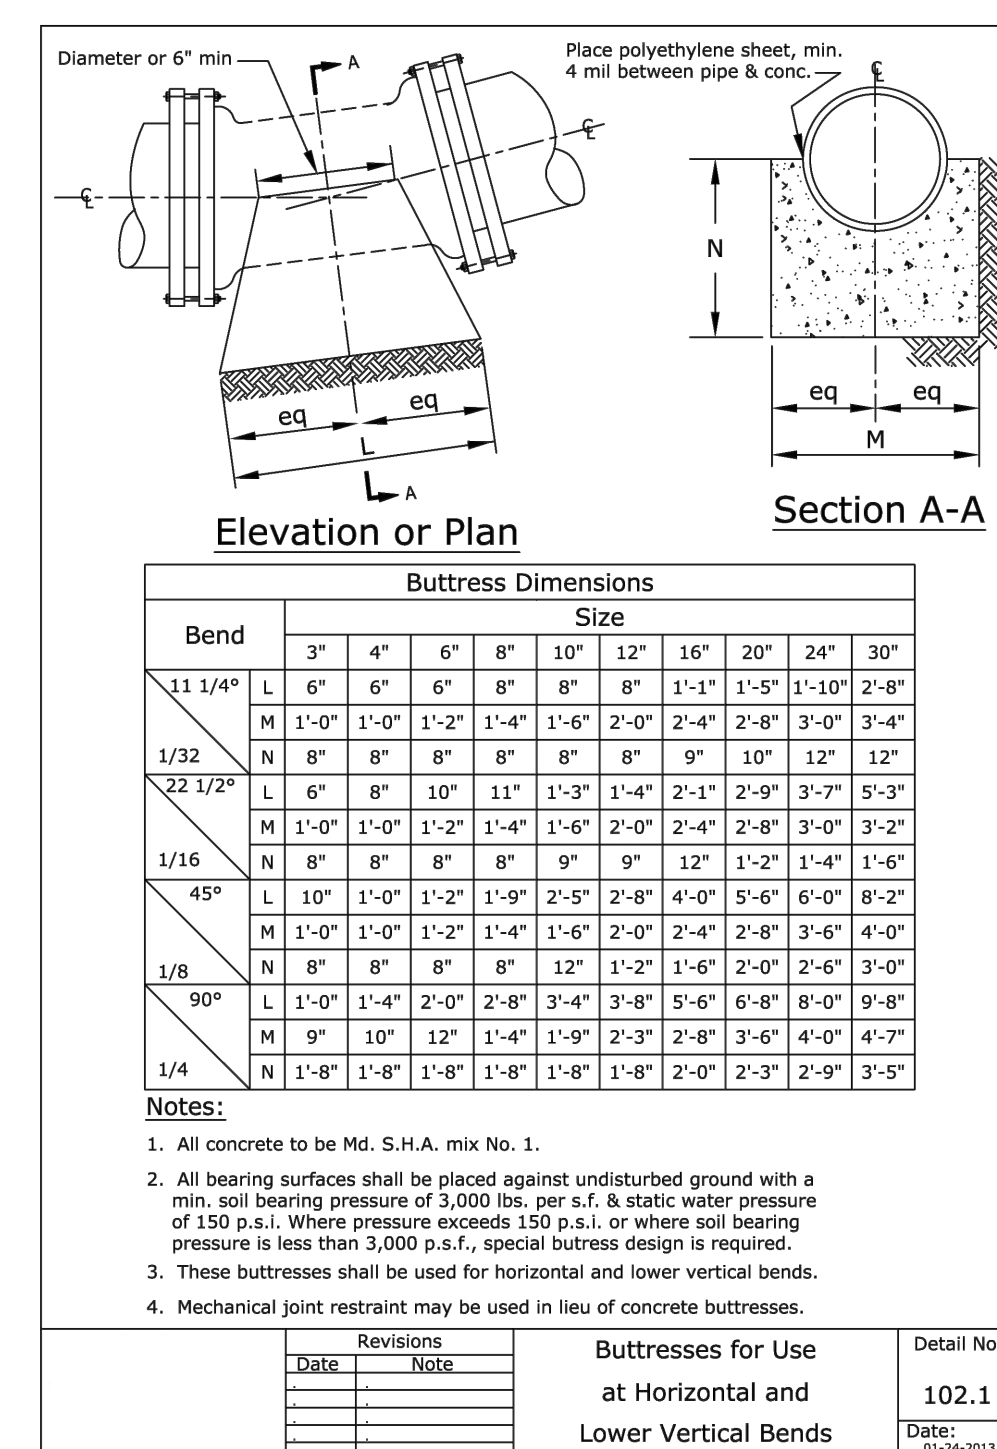 Diameter or 6" min
A
Place polyethylene sheet, min.
4 mil between pipe & conc.
℄
℄
℄
N
eq
eq
L
A
eq
eq
M
Elevation or Plan
Section A-A
Buttress Dimensions
Bend
Size
3" 4" 6" 8" 10" 12" 16" 20" 24" 30"
11 1/4° L 6" 6" 6" 8" 8" 8" 1'-1" 1'-5" 1'-10" 2'-8"
M 1'-0" 1'-0" 1'-2" 1'-4" 1'-6" 2'-0" 2'-4" 2'-8" 3'-0" 3'-4"
1/32 N 8" 8" 8" 8" 8" 8" 9" 10" 12" 12"
22 1/2° L 6" 8" 10" 11" 1'-3" 1'-4" 2'-1" 2'-9" 3'-7" 5'-3"
M 1'-0" 1'-0" 1'-2" 1'-4" 1'-6" 2'-0" 2'-4" 2'-8" 3'-0" 3'-2"
1/16 N 8" 8" 8" 8" 9" 9" 12" 1'-2" 1'-4" 1'-6"
45° L 10" 1'-0" 1'-2" 1'-9" 2'-5" 2'-8" 4'-0" 5'-6" 6'-0" 8'-2"
M 1'-0" 1'-0" 1'-2" 1'-4" 1'-6" 2'-0" 2'-4" 2'-8" 3'-6" 4'-0"
1/8 N 8" 8" 8" 8" 12" 1'-2" 1'-6" 2'-0" 2'-6" 3'-0"
90° L 1'-0" 1'-4" 2'-0" 2'-8" 3'-4" 3'-8" 5'-6" 6'-8" 8'-0" 9'-8"
M 9" 10" 12" 1'-4" 1'-9" 2'-3" 2'-8" 3'-6" 4'-0" 4'-7"
1/4 N 1'-8" 1'-8" 1'-8" 1'-8" 1'-8" 1'-8" 2'-0" 2'-3" 2'-9" 3'-5"
Notes:
1. All concrete to be Md. S.H.A. mix No. 1.
2. All bearing surfaces shall be placed against undisturbed ground with a
min. soil bearing pressure of 3,000 lbs. per s.f. & static water pressure
of 150 p.s.i. Where pressure exceeds 150 p.s.i. or where soil bearing
pressure is less than 3,000 p.s.f., special butress design is required.
3. These buttresses shall be used for horizontal and lower vertical bends.
4. Mechanical joint restraint may be used in lieu of concrete buttresses.
Revisions
Date Note
. .
. .
. .
. .
Buttresses for Use
at Horizontal and
Lower Vertical Bends
Detail No
102.1
Date:
01-24-2013